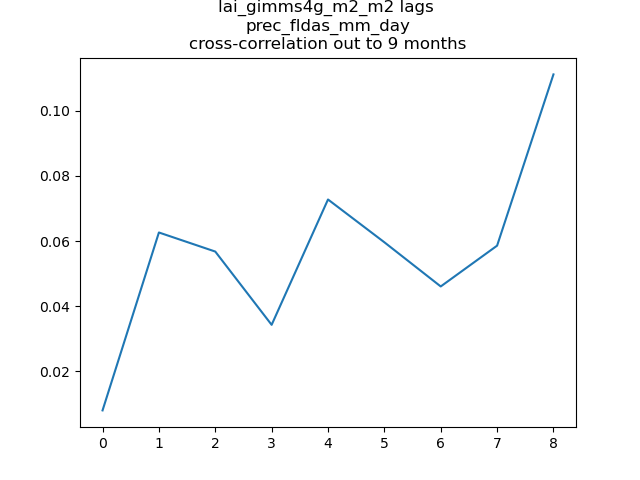 lai_gimms4g_m2_m2 lags
prec_fldas_mm_day
cross-correlation out to 9 months
0.10
0.08
0.06
0.04
0.02
0 1 2 3 4 5 6 7 8